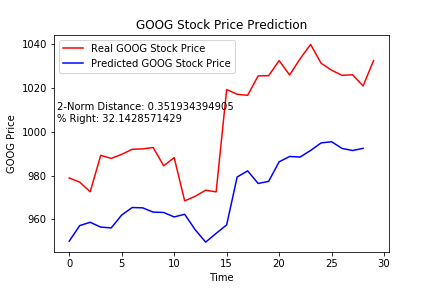 GOOG Stock Price Prediction
Real GOOG Stock Price
Predicted GOOG Stock Price
2-Norm Distance: 0.351934394905
% Right: 32.1428571429
GOOG Price
1040
1020
1000
980
960
0 5 10 15 20 25 30
Time